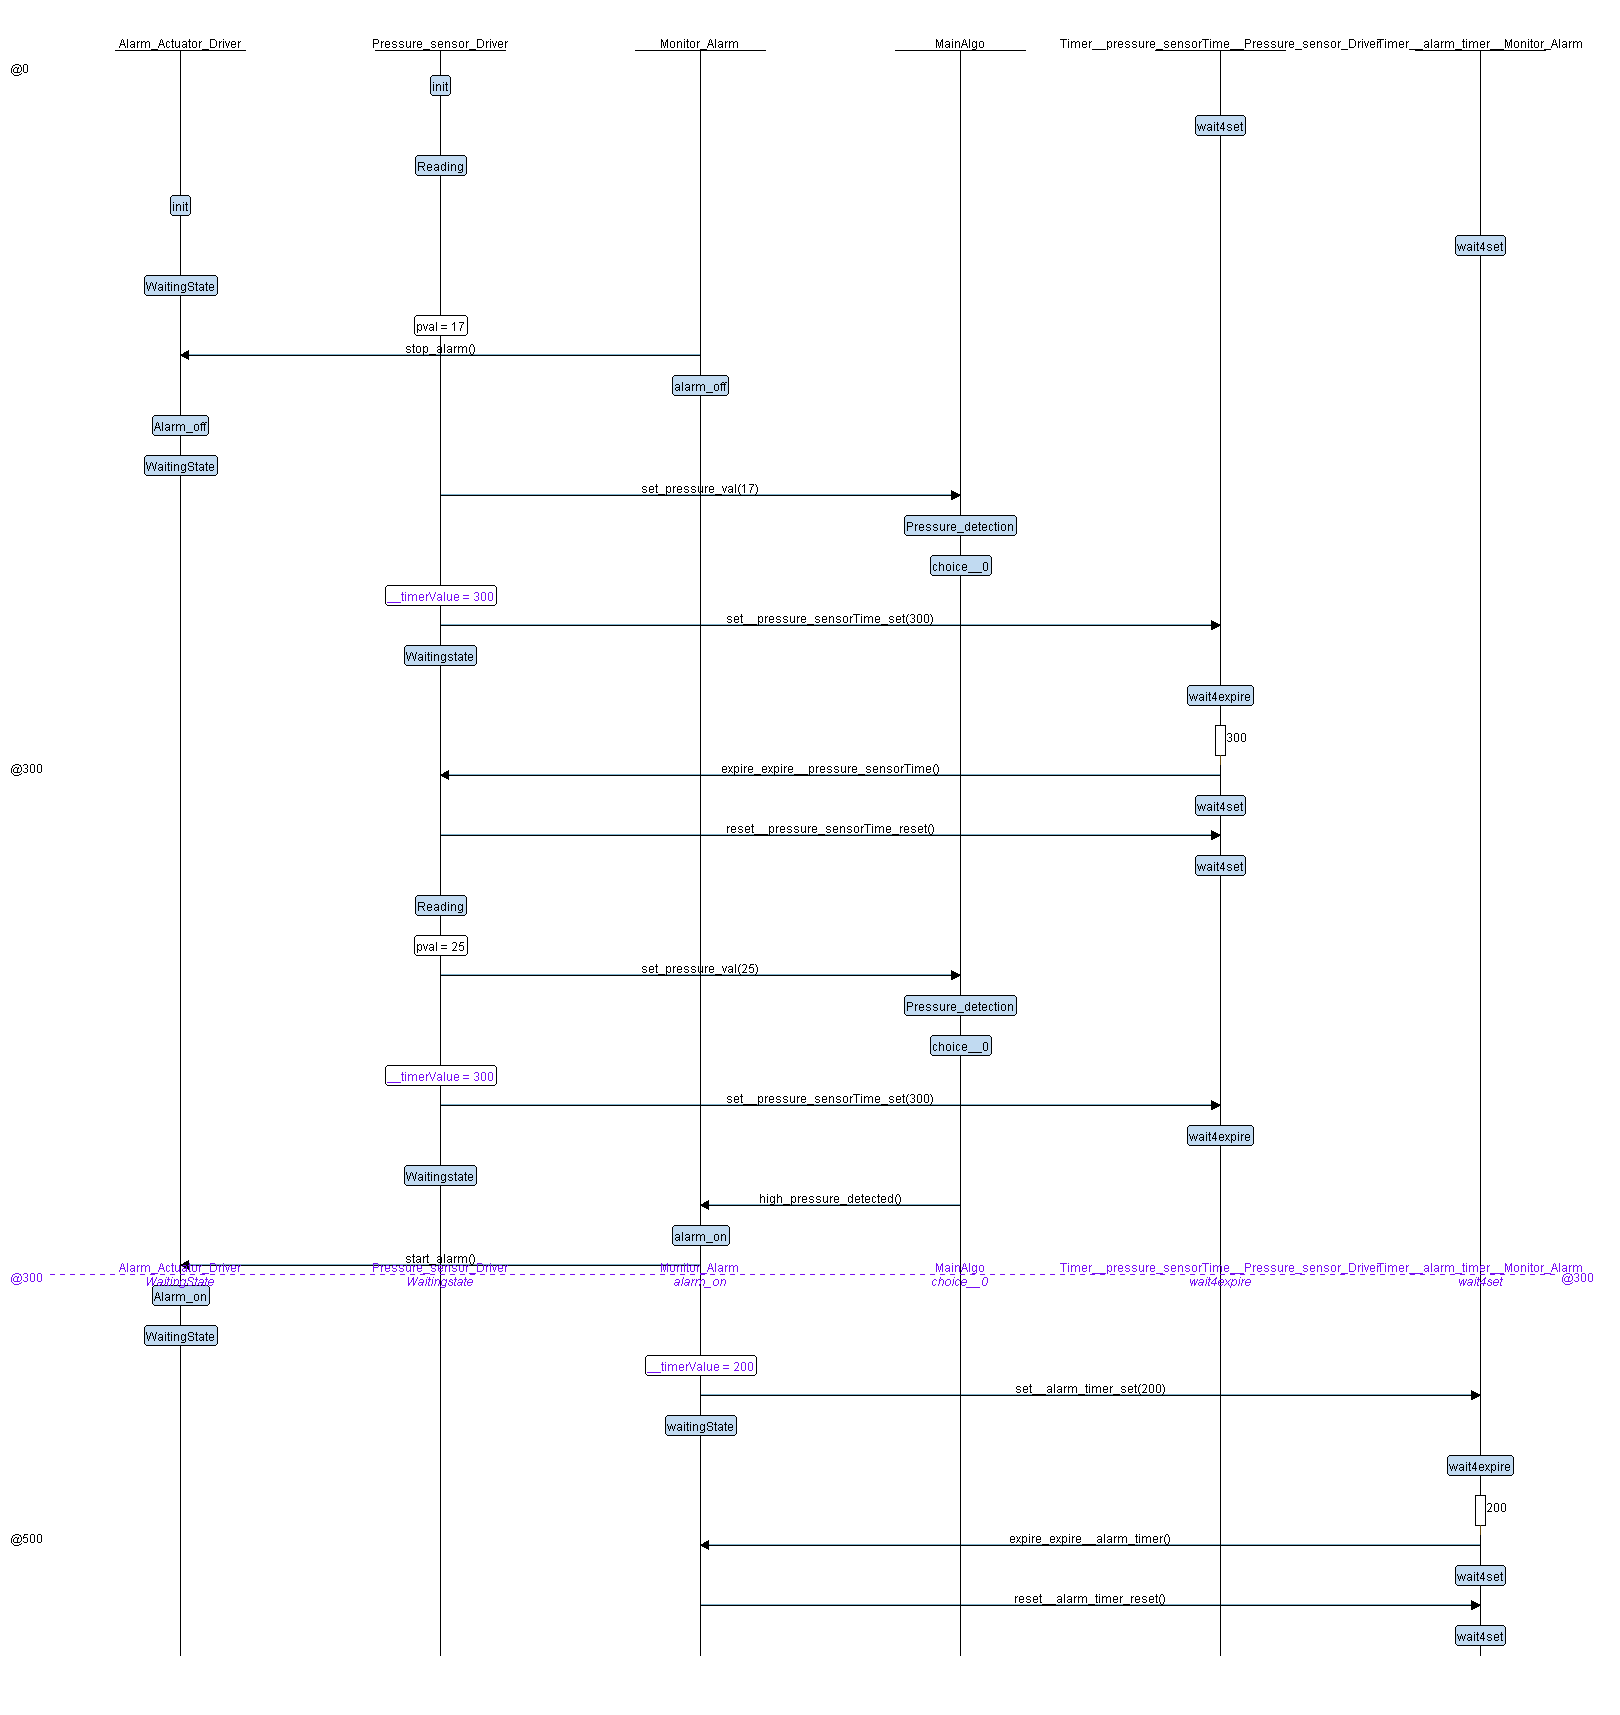 Alarm_Actuator_Driver
Pressure_sensor_Driver
Monitor_Alarm
MainAlgo
Timer__pressure_sensorTime__Pressure_sensor_Driver
Timer__alarm_timer__Monitor_Alarm
@0
init
wait4set
Reading
init
wait4set
WaitingState
pval = 17
stop_alarm()
alarm_off
Alarm_off
WaitingState
set_pressure_val(17)
Pressure_detection
choice__0
__timerValue = 300
set__pressure_sensorTime_set(300)
Waitingstate
wait4expire
300
@300
expire_expire__pressure_sensorTime()
wait4set
reset__pressure_sensorTime_reset()
wait4set
Reading
pval = 25
set_pressure_val(25)
Pressure_detection
choice__0
__timerValue = 300
set__pressure_sensorTime_set(300)
wait4expire
Waitingstate
high_pressure_detected()
alarm_on
start_alarm()
Alarm_Actuator_Driver
Pressure_sensor_Driver
Monitor_Alarm
MainAlgo
Timer__pressure_sensorTime__Pressure_sensor_Driver
Timer__alarm_timer__Monitor_Alarm
@300
WaitingState
Waitingstate
alarm_on
choice__0
wait4expire
wait4set
@300
Alarm_on
WaitingState
__timerValue = 200
set__alarm_timer_set(200)
waitingState
wait4expire
200
@500
expire_expire__alarm_timer()
wait4set
reset__alarm_timer_reset()
wait4set